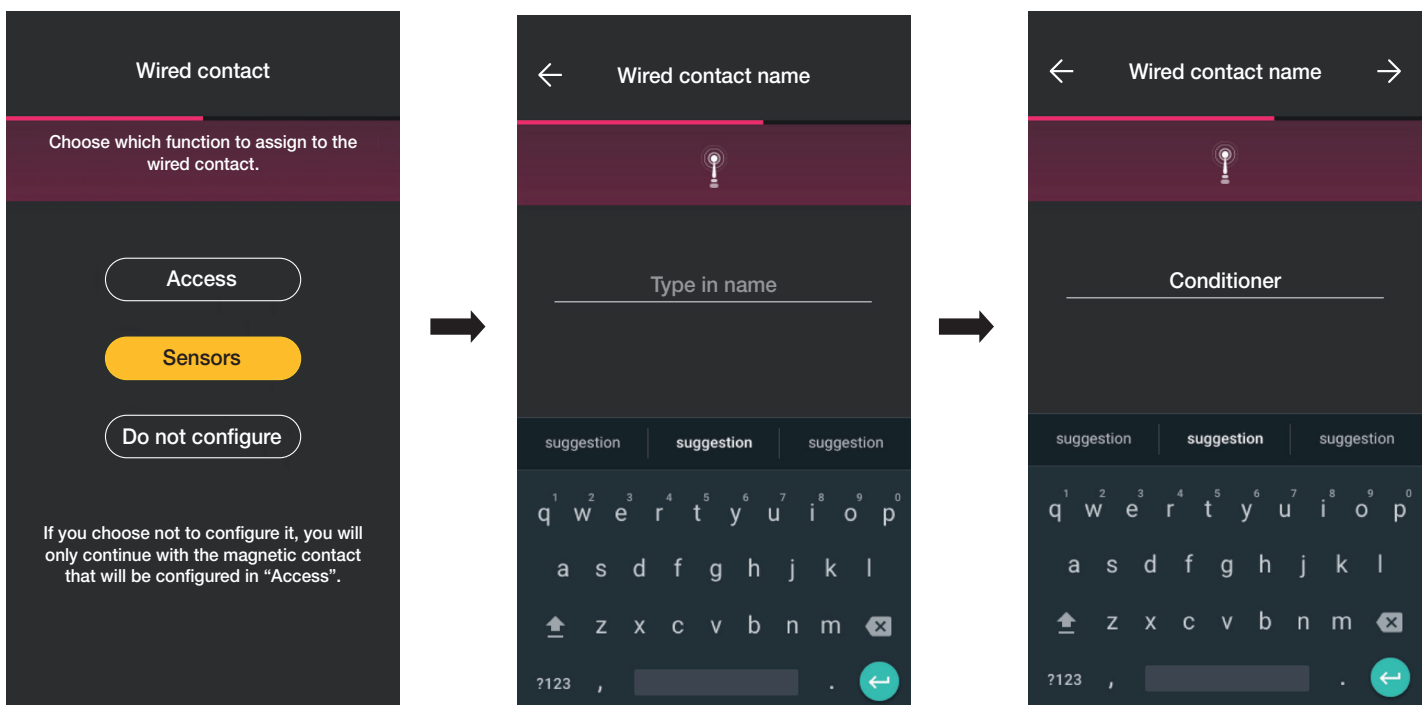 Wired contact
Choose which function to assign to the
wired contact.
Access
Sensors
Do not configure
If you choose not to configure it, you will
only continue with the magnetic contact
that will be configured in “Access”.
Wired contact name
Type in name
suggestion suggestion suggestion
1 2 3 4 5 6 7 8 9 0
q w e r t y u i o p
a s d f g h j k l
z x c v b n m
?123 , .
Wired contact name
Conditioner
suggestion suggestion suggestion
1 2 3 4 5 6 7 8 9 0
q w e r t y u i o p
a s d f g h j k l
z x c v b n m
?123 , .